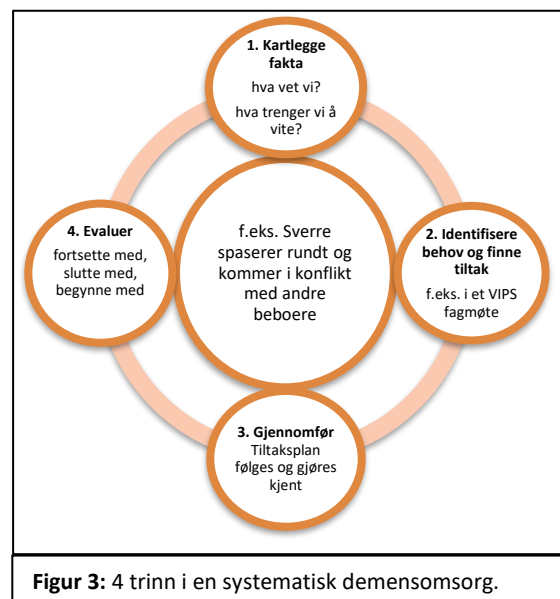 1. Kartlegge
fakta
hva vet vi?
hva trenger vi å
vite?
2. Identifisere
behov og finne
tiltak
f.eks. i et VIPS
fagmøte
3. Gjennomfør
Tiltaksplan
følges og gjøres
kjent
4. Evaluer
fortsette med,
slutte med,
begynne med
f.eks. Sverre
spaserer rundt og
kommer i konflikt
med andre
beboere
Figur 3: 4 trinn i en systematisk demensomsorg.